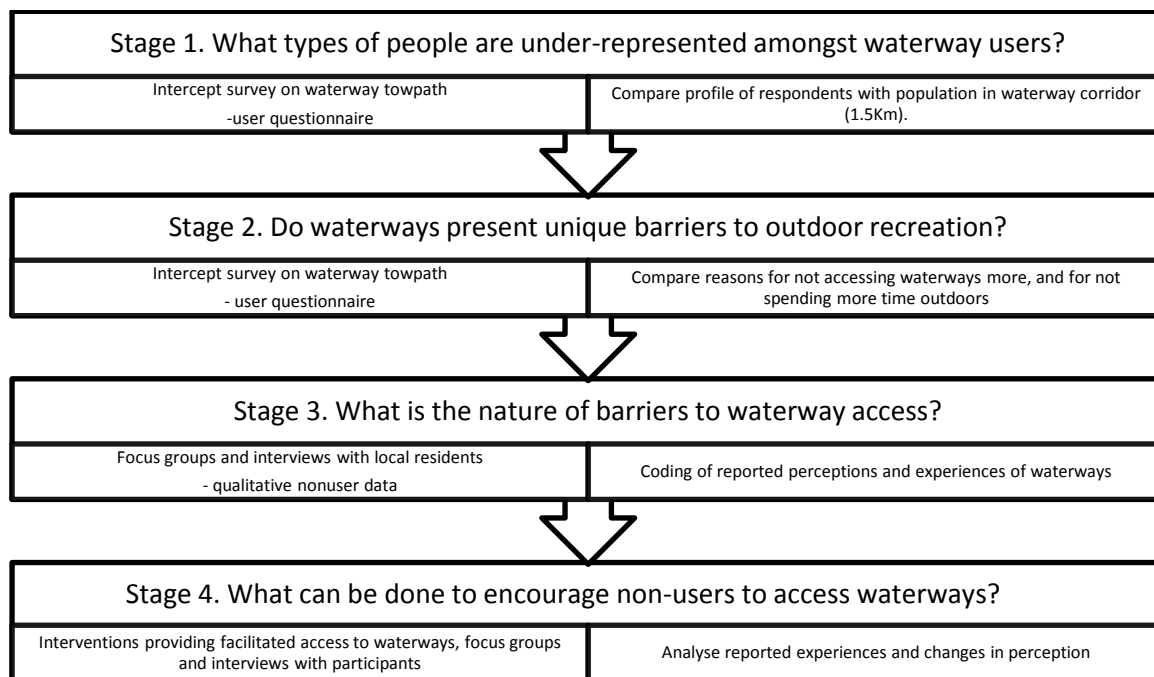 Stage 1. What types of people are under-represented amongst waterway users?
Intercept survey on waterway towpath
-user questionnaire
Compare profile of respondents with population in waterway corridor
(1.5Km).
Stage 2. Do waterways present unique barriers to outdoor recreation?
Intercept survey on waterway towpath
- user questionnaire
Compare reasons for not accessing waterways more, and for not
spending more time outdoors
Stage 3. What is the nature of barriers to waterway access?
Focus groups and interviews with local residents
- qualitative nonuser data
Coding of reported perceptions and experiences of waterways
Stage 4. What can be done to encourage non-users to access waterways?
Interventions providing facilitated access to waterways, focus groups
and interviews with participants
Analyse reported experiences and changes in perception